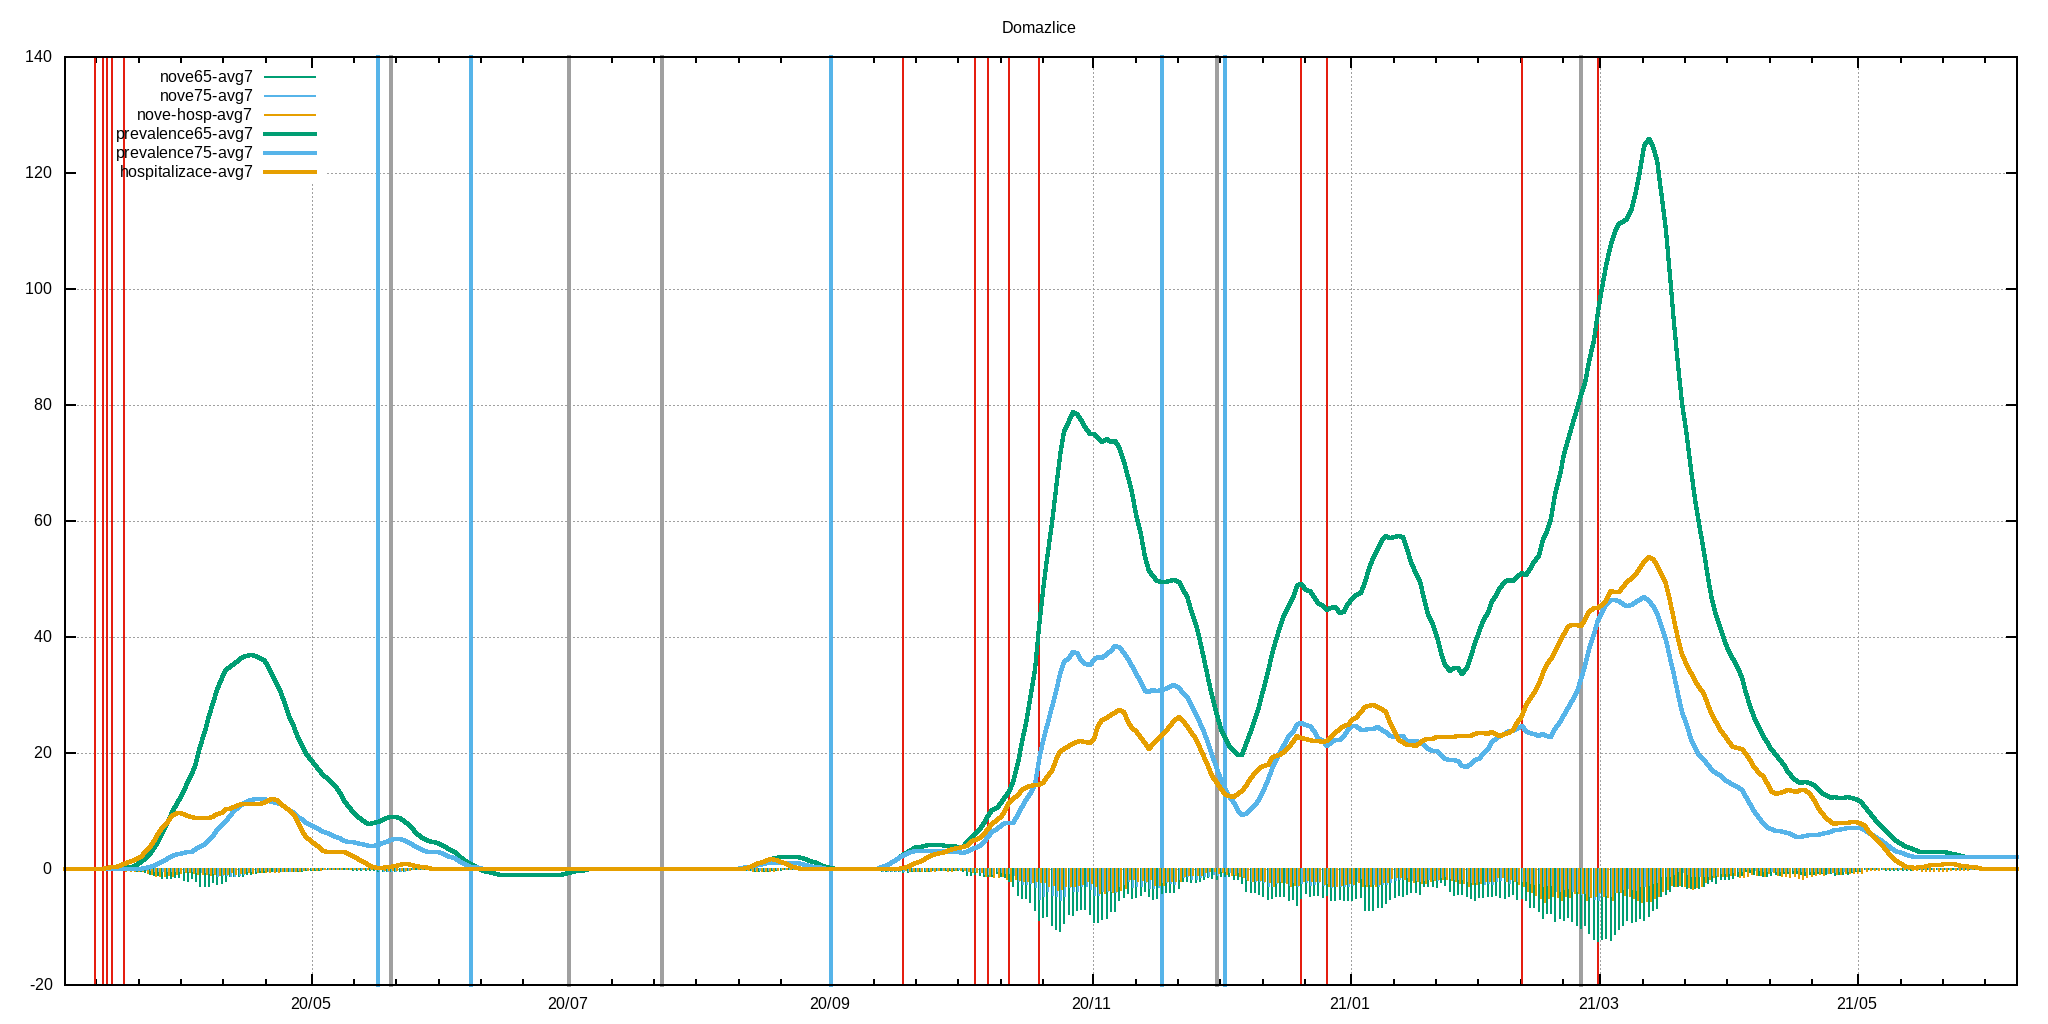 Domazlice
140
120
100
80
60
40
20
0
-20
nove65-avg7
nove75-avg7
nove-hosp-avg7
prevalence65-avg7
prevalence75-avg7
hospitalizace-avg7
20/05 20/07 20/09 20/11 21/01 21/03 21/05